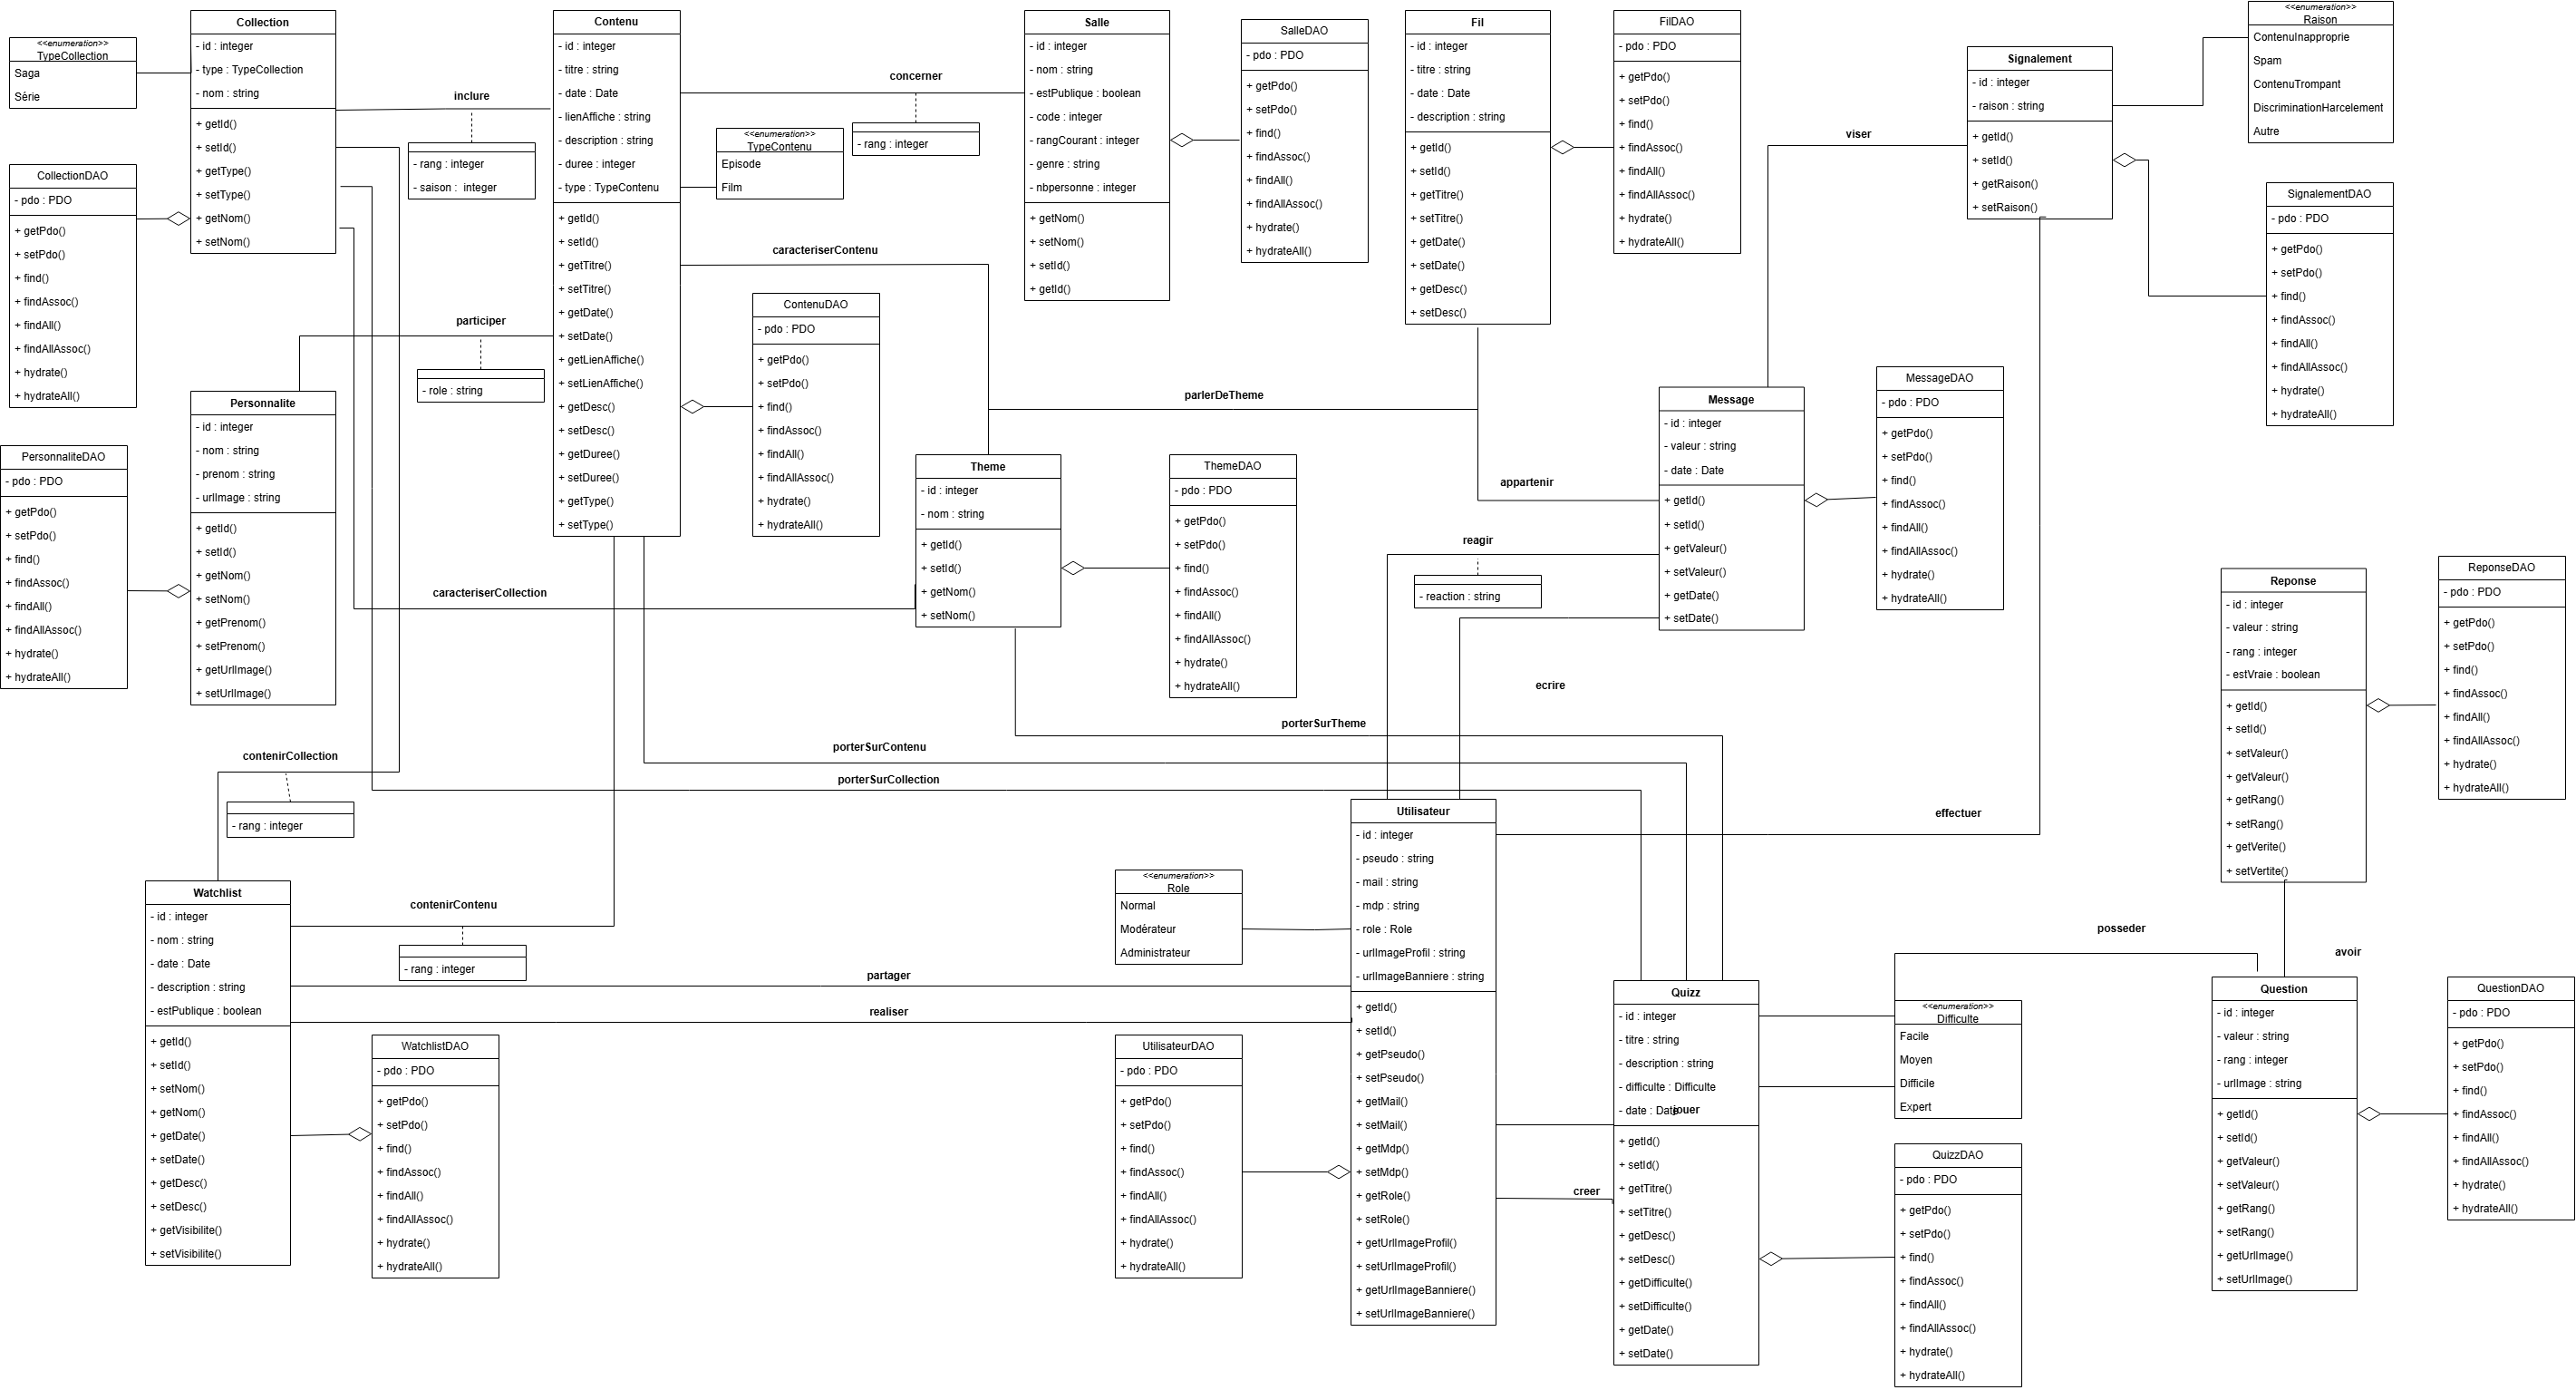 <<enumeration>>
TypeCollection
Saga
Série
Collection
- id : integer
- type : TypeCollection
- nom : string
+ getId()
+ setId()
+ getType()
+ setType()
+ getNom()
+ setNom()
CollectionDAO
- pdo : PDO
+ getPdo()
+ setPdo()
+ find()
+ findAssoc()
+ findAll()
+ findAllAssoc()
+ hydrate()
+ hydrateAll()
inclure
- rang : integer
- saison : integer
Contenu
- id : integer
- titre : string
- date : Date
- lienAffiche : string
- description : string
- duree : integer
- type : TypeContenu
+ getId()
+ setId()
+ getTitre()
+ setTitre()
+ getDate()
+ setDate()
+ getLienAffiche()
+ setLienAffiche()
+ getDesc()
+ setDesc()
+ getDuree()
+ setDuree()
+ getType()
+ setType()
<<enumeration>>
TypeContenu
Episode
Film
concerner
- rang : integer
Salle
- id : integer
- nom : string
- estPublique : boolean
- code : integer
- rangCourant : integer
- genre : string
- nbpersonne : integer
+ getNom()
+ setNom()
+ setId()
+ getId()
SalleDAO
- pdo : PDO
+ getPdo()
+ setPdo()
+ find()
+ findAssoc()
+ findAll()
+ findAllAssoc()
+ hydrate()
+ hydrateAll()
Fil
- id : integer
- titre : string
- date : Date
- description : string
+ getId()
+ setId()
+ getTitre()
+ setTitre()
+ getDate()
+ setDate()
+ getDesc()
+ setDesc()
FilDAO
- pdo : PDO
+ getPdo()
+ setPdo()
+ find()
+ findAssoc()
+ findAll()
+ findAllAssoc()
+ hydrate()
+ hydrateAll()
Signalement
- id : integer
- raison : string
+ getId()
+ setId()
+ getRaison()
+ setRaison()
<<enumeration>>
Raison
ContenuInapproprie
Spam
ContenuTrompant
DiscriminationHarcelement
Autre
viser
SignalementDAO
- pdo : PDO
+ getPdo()
+ setPdo()
+ find()
+ findAssoc()
+ findAll()
+ findAllAssoc()
+ hydrate()
+ hydrateAll()
caracteriserContenu
ContenuDAO
- pdo : PDO
+ getPdo()
+ setPdo()
+ find()
+ findAssoc()
+ findAll()
+ findAllAssoc()
+ hydrate()
+ hydrateAll()
participer
- role : string
Personnalite
- id : integer
- nom : string
- prenom : string
- urlImage : string
+ getId()
+ setId()
+ getNom()
+ setNom()
+ getPrenom()
+ setPrenom()
+ getUrlImage()
+ setUrlImage()
PersonnaliteDAO
- pdo : PDO
+ getPdo()
+ setPdo()
+ find()
+ findAssoc()
+ findAll()
+ findAllAssoc()
+ hydrate()
+ hydrateAll()
parlerDeTheme
Theme
- id : integer
- nom : string
+ getId()
+ setId()
+ getNom()
+ setNom()
ThemeDAO
- pdo : PDO
+ getPdo()
+ setPdo()
+ find()
+ findAssoc()
+ findAll()
+ findAllAssoc()
+ hydrate()
+ hydrateAll()
Message
- id : integer
- valeur : string
- date : Date
+ getId()
+ setId()
+ getValeur()
+ setValeur()
+ getDate()
+ setDate()
MessageDAO
- pdo : PDO
+ getPdo()
+ setPdo()
+ find()
+ findAssoc()
+ findAll()
+ findAllAssoc()
+ hydrate()
+ hydrateAll()
appartenir
reagir
- reaction : string
caracteriserCollection
ecrire
Reponse
- id : integer
- valeur : string
- rang : integer
- estVraie : boolean
+ getId()
+ setId()
+ setValeur()
+ getValeur()
+ getRang()
+ setRang()
+ getVerite()
+ setVertite()
ReponseDAO
- pdo : PDO
+ getPdo()
+ setPdo()
+ find()
+ findAssoc()
+ findAll()
+ findAllAssoc()
+ hydrate()
+ hydrateAll()
porterSurTheme
porterSurContenu
porterSurCollection
contenirCollection
- rang : integer
Watchlist
- id : integer
- nom : string
- date : Date
- description : string
- estPublique : boolean
+ getId()
+ setId()
+ setNom()
+ getNom()
+ getDate()
+ setDate()
+ getDesc()
+ setDesc()
+ getVisibilite()
+ setVisibilite()
contenirContenu
- rang : integer
partager
realiser
WatchlistDAO
- pdo : PDO
+ getPdo()
+ setPdo()
+ find()
+ findAssoc()
+ findAll()
+ findAllAssoc()
+ hydrate()
+ hydrateAll()
<<enumeration>>
Role
Normal
Modérateur
Administrateur
UtilisateurDAO
- pdo : PDO
+ getPdo()
+ setPdo()
+ find()
+ findAssoc()
+ findAll()
+ findAllAssoc()
+ hydrate()
+ hydrateAll()
Utilisateur
- id : integer
- pseudo : string
- mail : string
- mdp : string
- role : Role
- urlImageProfil : string
- urlImageBanniere : string
+ getId()
+ setId()
+ getPseudo()
+ setPseudo()
+ getMail()
+ setMail()
+ getMdp()
+ setMdp()
+ getRole()
+ setRole()
+ getUrlImageProfil()
+ setUrlImageProfil()
+ getUrlImageBanniere()
+ setUrlImageBanniere()
effectuer
creer
Quizz
- id : integer
- titre : string
- description : string
- difficulte : Difficulte
- date : Date
jouer
+ getId()
+ setId()
+ getTitre()
+ setTitre()
+ getDesc()
+ setDesc()
+ getDifficulte()
+ setDifficulte()
+ getDate()
+ setDate()
<<enumeration>>
Difficulte
Facile
Moyen
Difficile
Expert
QuizzDAO
- pdo : PDO
+ getPdo()
+ setPdo()
+ find()
+ findAssoc()
+ findAll()
+ findAllAssoc()
+ hydrate()
+ hydrateAll()
posseder
avoir
Question
- id : integer
- valeur : string
- rang : integer
- urlImage : string
+ getId()
+ setId()
+ getValeur()
+ setValeur()
+ getRang()
+ setRang()
+ getUrlImage()
+ setUrlImage()
QuestionDAO
- pdo : PDO
+ getPdo()
+ setPdo()
+ find()
+ findAssoc()
+ findAll()
+ findAllAssoc()
+ hydrate()
+ hydrateAll()